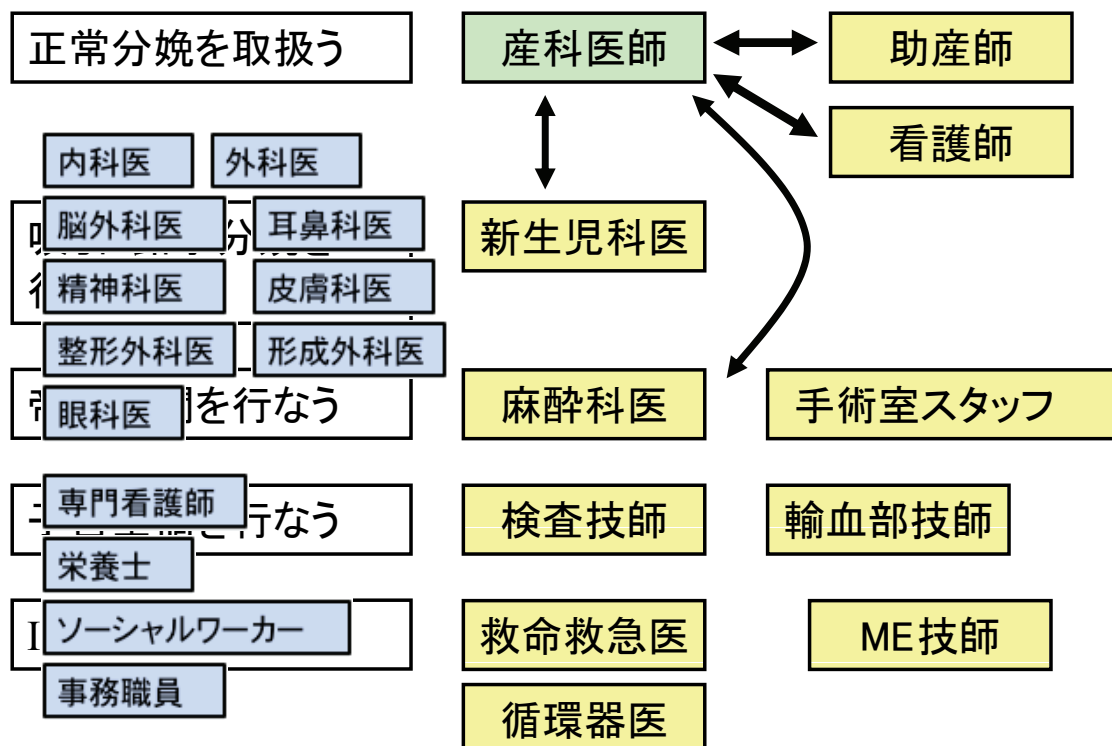 正常分娩を取扱う
産科医師
助産師
看護師
内科医
外科医
脳外科医
耳鼻科医
新生児科医
精神科医
皮膚科医
整形外科医
形成外科医
眼科医
を行なう
麻酔科医
手術室スタッフ
専門看護師
行なう
検査技師
輸血部技師
栄養士
I
ソーシャルワーカー
救命救急医
ME技師
事務職員
循環器医